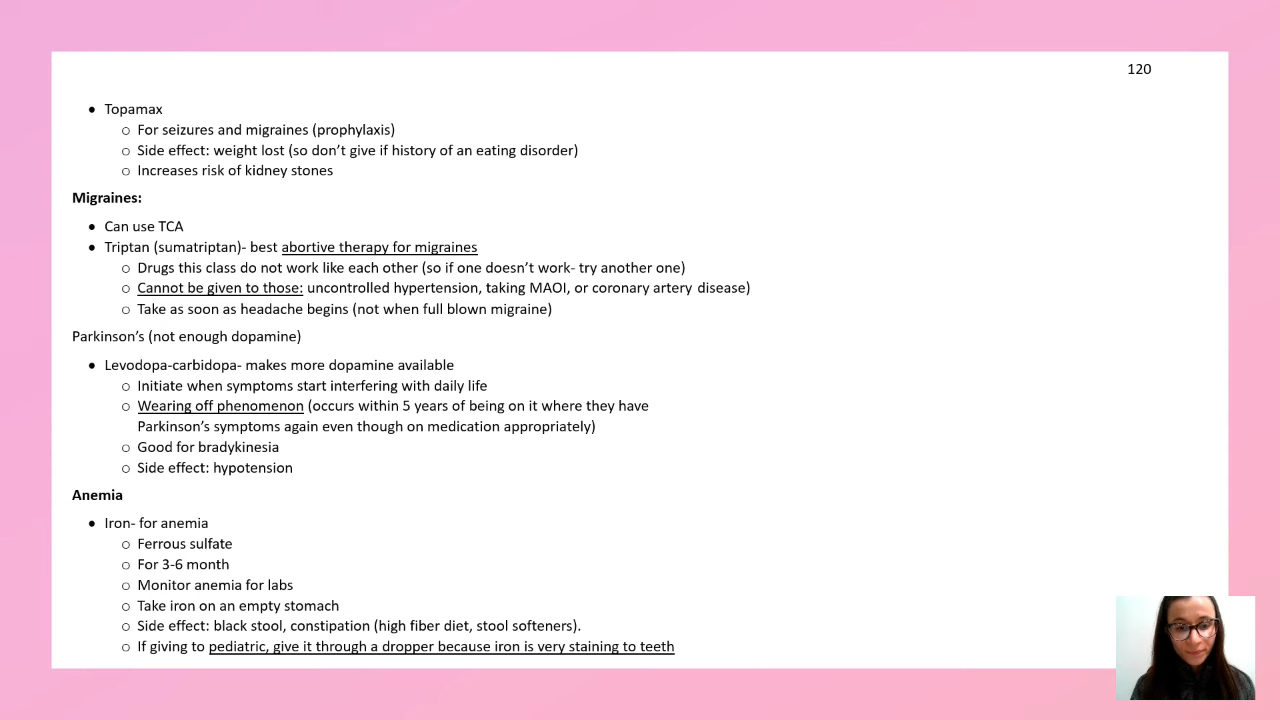 120
• Topamax
○ For seizures and migraines (prophylaxis)
○ Side effect: weight lost (so don't give if history of an eating disorder)
○ Increases risk of kidney stones
Migraines:
• Can use TCA
• Triptan (sumatriptan)- best abortive therapy for migraines
○ Drugs this class do not work like each other (so if one doesn't work- try another one)
○ Cannot be given to those: uncontrolled hypertension, taking MAOI, or coronary artery disease)
○ Take as soon as headache begins (not when full blown migraine)
Parkinson's (not enough dopamine)
• Levodopa-carbidopa- makes more dopamine available
○ Initiate when symptoms start interfering with daily life
○ Wearing off phenomenon (occurs within 5 years of being on it where they have
Parkinson's symptoms again even though on medication appropriately)
○ Good for bradykinesia
○ Side effect: hypotension
Anemia
• Iron- for anemia
○ Ferrous sulfate
○ For 3-6 month
○ Monitor anemia for labs
○ Take iron on an empty stomach
○ Side effect: black stool, constipation (high fiber diet, stool softeners).
○ If giving to pediatric, give it through a dropper because iron is very staining to teeth